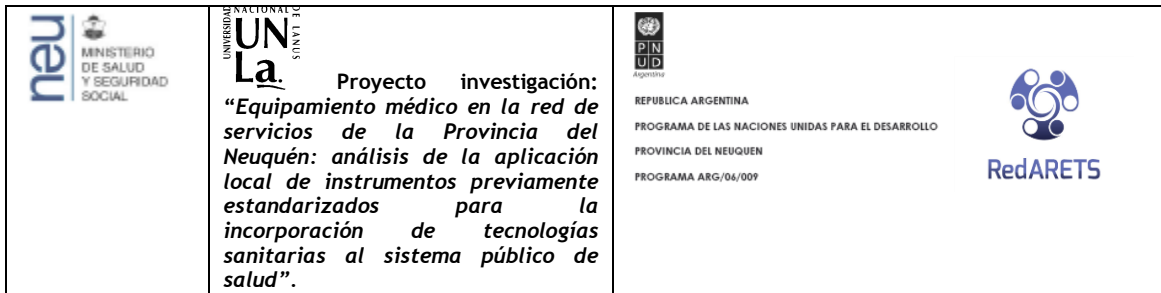 neu
MINISTERIO
DE SALUD
Y SEGURIDAD
SOCIAL
UNIVERSIDAD
NACIONAL
DE LANUS
UN
La.
Proyecto investigación:
“Equipamiento médico en la red de
servicios de la Provincia del
Neuquén: análisis de la aplicación
local de instrumentos previamente
estandarizados para la
incorporación de tecnologías
sanitarias al sistema público de
salud”.
PN
UD
Argentina
REPUBLICA ARGENTINA
PROGRAMA DE LAS NACIONES UNIDAS PARA EL DESARROLLO
PROVINCIA DEL NEUQUEN
PROGRAMA ARG/06/009
RedARETS